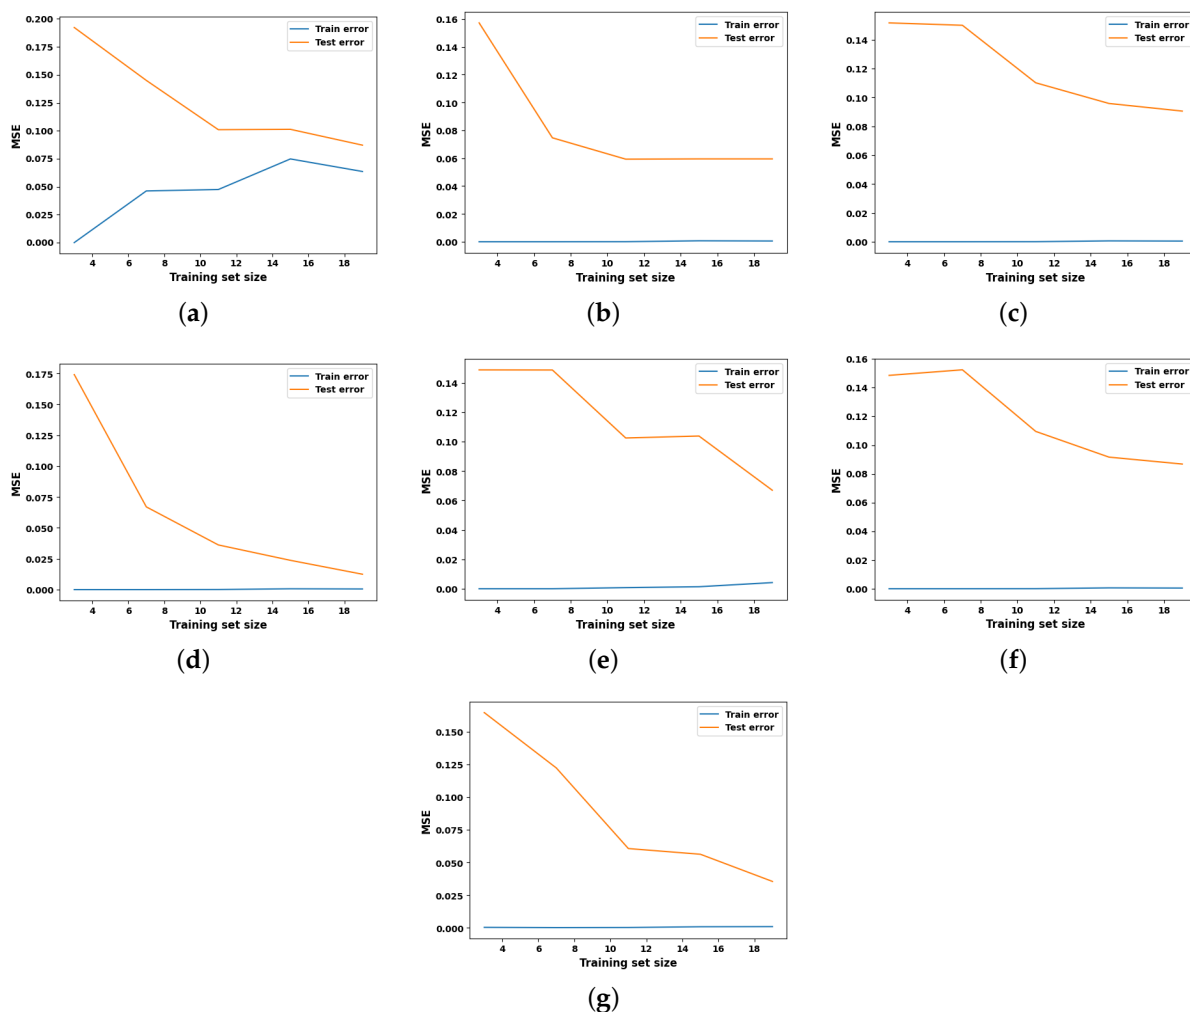 0.200
0.175
0.150
0.125
0.100
0.075
0.050
0.025
0.000
MSE
Train error
Test error
4 6 8 10 12 14 16 18
Training set size
(a)
0.16
0.14
0.12
0.10
0.08
0.06
0.04
0.02
0.00
MSE
Train error
Test error
4 6 8 10 12 14 16 18
Training set size
(b)
0.14
0.12
0.10
0.08
0.06
0.04
0.02
0.00
MSE
Train error
Test error
4 6 8 10 12 14 16 18
Training set size
(c)
0.175
0.150
0.125
0.100
0.075
0.050
0.025
0.000
MSE
Train error
Test error
4 6 8 10 12 14 16 18
Training set size
(d)
0.14
0.12
0.10
0.08
0.06
0.04
0.02
0.00
MSE
Train error
Test error
4 6 8 10 12 14 16 18
Training set size
(e)
0.16
0.14
0.12
0.10
0.08
0.06
0.04
0.02
0.00
MSE
Train error
Test error
4 6 8 10 12 14 16 18
Training set size
(f)
0.150
0.125
0.100
0.075
0.050
0.025
0.000
MSE
Train error
Test error
4 6 8 10 12 14 16 18
Training set size
(g)